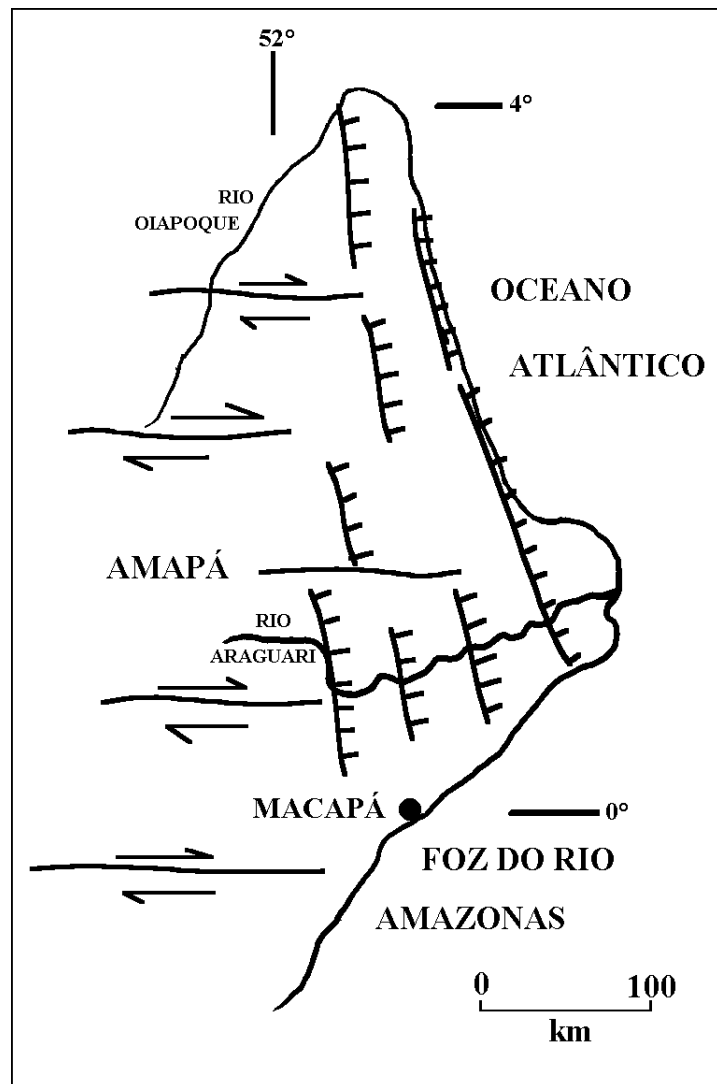 52°
4°
RIO
OIAPOQUE
OCEANO
ATLÂNTICO
AMAPÁ
RIO
ARAGUARI
MACAPÁ
0°
FOZ DO RIO
AMAZONAS
0 100
km